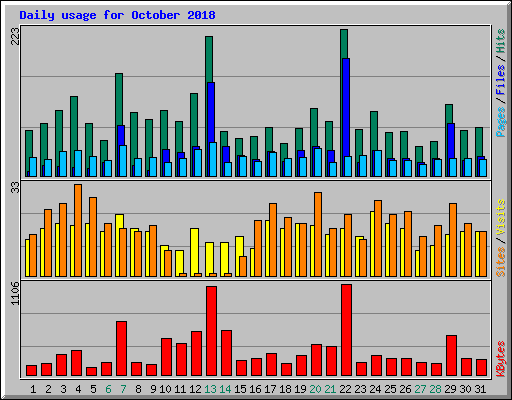 Daily usage for October 2018
223
Pages / Files / Hits
33
Sites / Visits
1106
KBytes
1 2 3 4 5 6 7 8 9 10 11 12 13 14 15 16 17 18 19 20 21 22 23 24 25 26 27 28 29 30 31